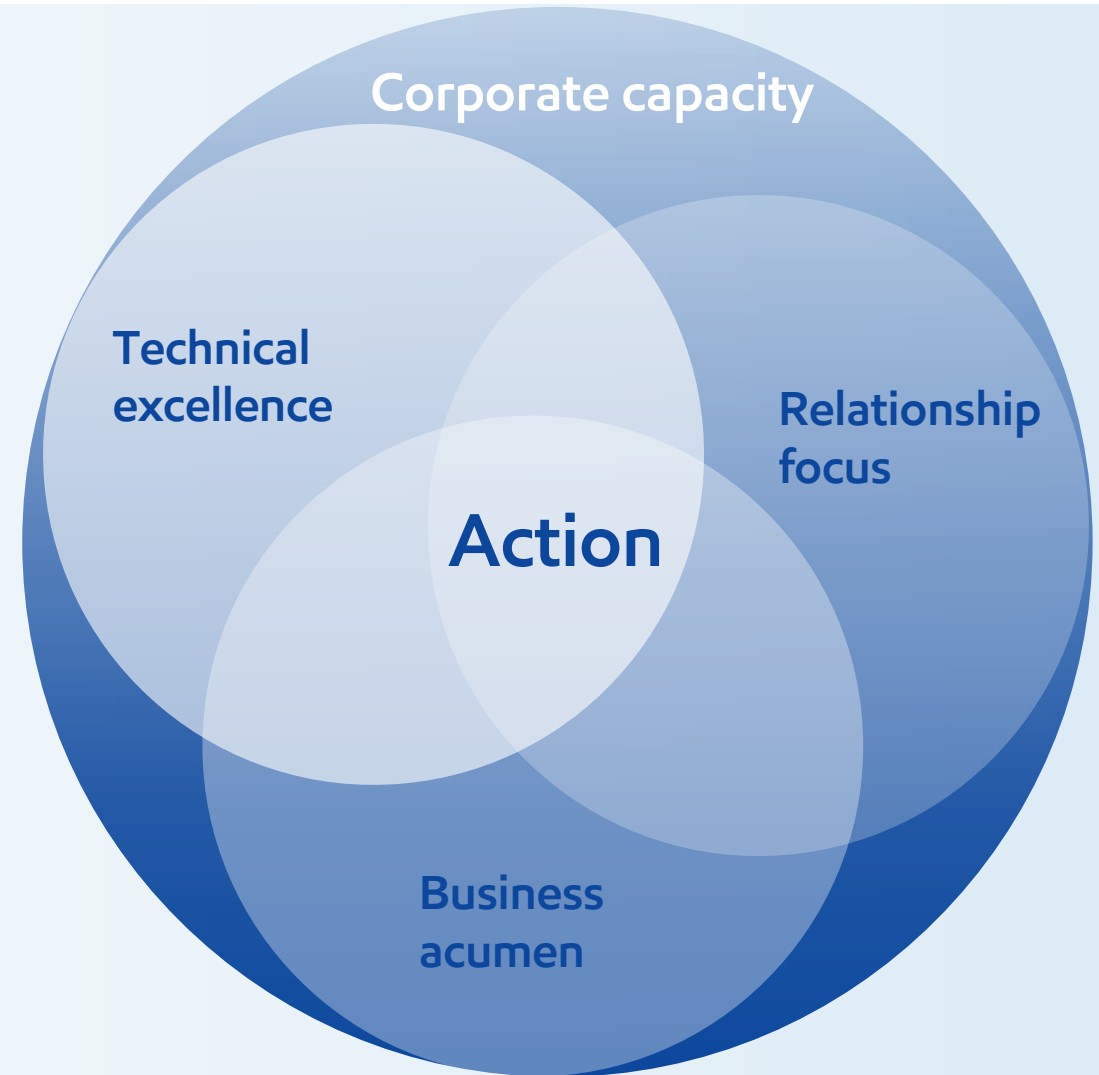 Corporate capacity
Technical
excellence
Relationship
focus
Action
Business
acumen